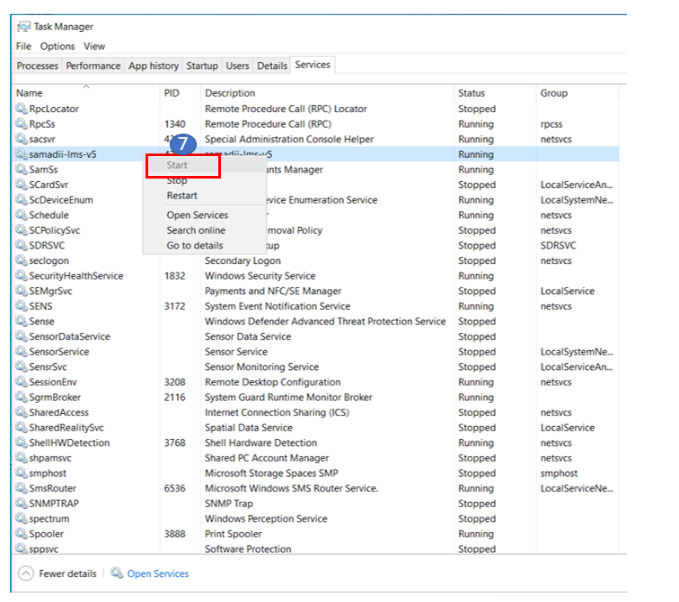 Task Manager
File Options View
Processes Performance App history Startup Users Details Services
Name PID Description Status Group
RpcLocator Remote Procedure Call (RPC) Locator Stopped
RpcSs 1340 Remote Procedure Call (RPC) Running rpcss
sacsvr Special Administration Console Helper Running netsvcs
7
samadii-lms-v5 samadii-lms-v5 Running
Start
SamSs nts Manager Running
Stop
SCardSvr Stopped LocalServiceAn...
Restart
ScDeviceEnum vice Enumeration Service Running LocalSystemNe...
Open Services
Schedule Running netsvcs
Search online
SCPolicySvc moval Policy Stopped netsvcs
Go to details
SDRSVC up Stopped SDRSVC
seclogon Secondary Logon Stopped netsvcs
SecurityHealthService 1832 Windows Security Service Running
SEMgrSvc Payments and NFC/SE Manager Stopped LocalService
SENS 3172 System Event Notification Service Running netsvcs
Sense Windows Defender Advanced Threat Protection Service Stopped
SensorDataService Sensor Data Service Stopped
SensorService Sensor Service Stopped LocalSystemNe...
SensrSvc Sensor Monitoring Service Stopped LocalServiceAn...
SessionEnv 3208 Remote Desktop Configuration Running netsvcs
SgrmBroker 2116 System Guard Runtime Monitor Broker Running
SharedAccess Internet Connection Sharing (ICS) Stopped netsvcs
SharedRealitySvc Spatial Data Service Stopped LocalService
ShellHWDetection 3768 Shell Hardware Detection Running netsvcs
shpamsvc Shared PC Account Manager Stopped netsvcs
smphost Microsoft Storage Spaces SMP Stopped smphost
SmsRouter 6536 Microsoft Windows SMS Router Service. Running LocalServiceNe...
SNMPTRAP SNMP Trap Stopped
spectrum Windows Perception Service Stopped
Spooler 3888 Print Spooler Running
sppsvc Software Protection Stopped
Fewer details Open Services